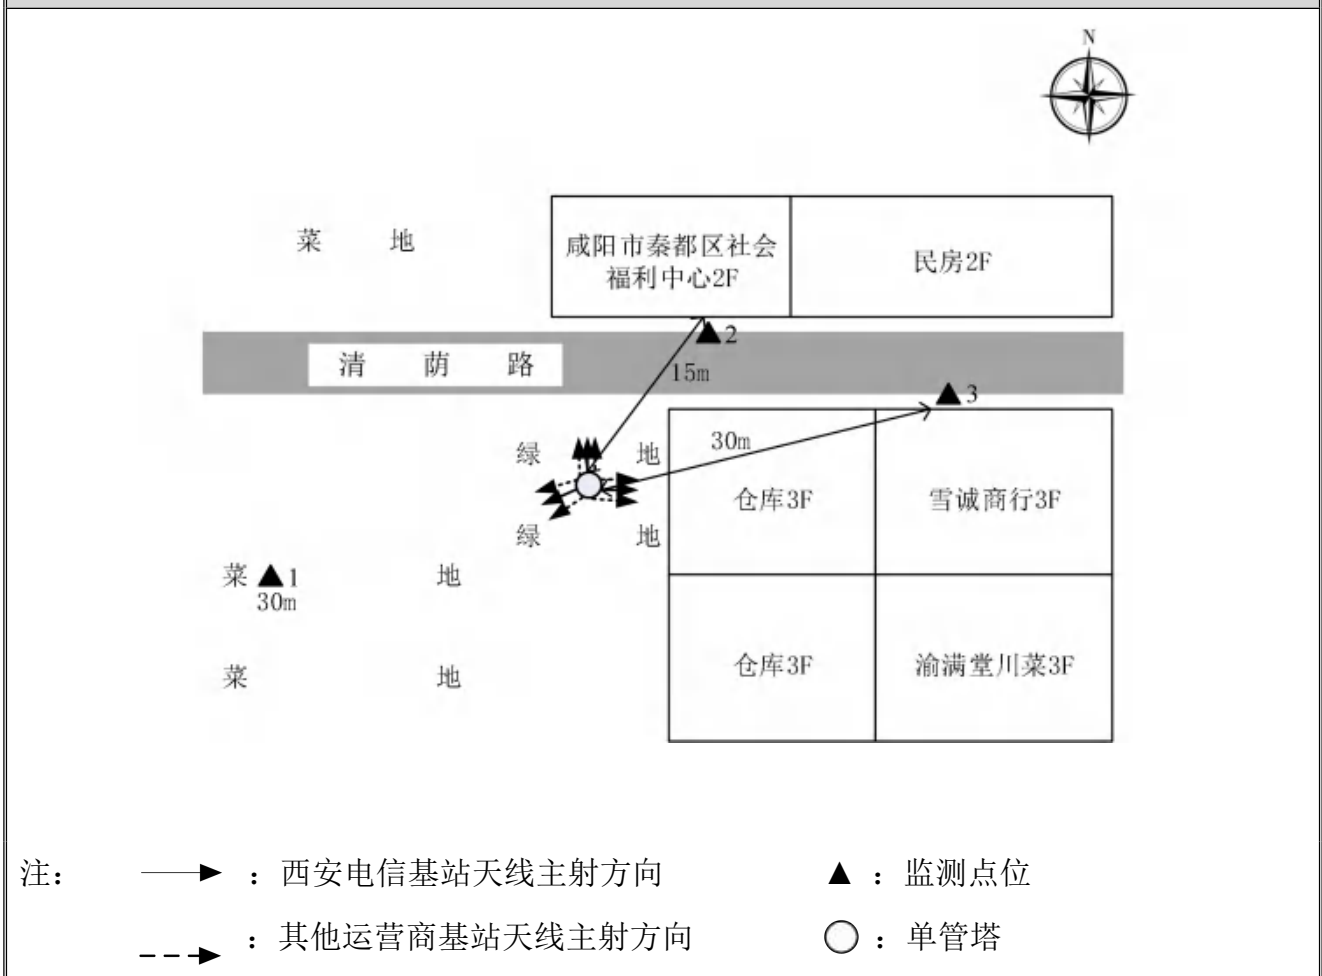 N
菜 地
咸阳市秦都区社会
福利中心2F
民房2F
清 荫 路
2
15m
3
绿 地
30m
仓库3F
雪诚商行3F
绿 地
菜 1 地
30m
仓库3F
渝满堂川菜3F
菜 地
注： ：西安电信基站天线主射方向 ：监测点位
：其他运营商基站天线主射方向 ：单管塔